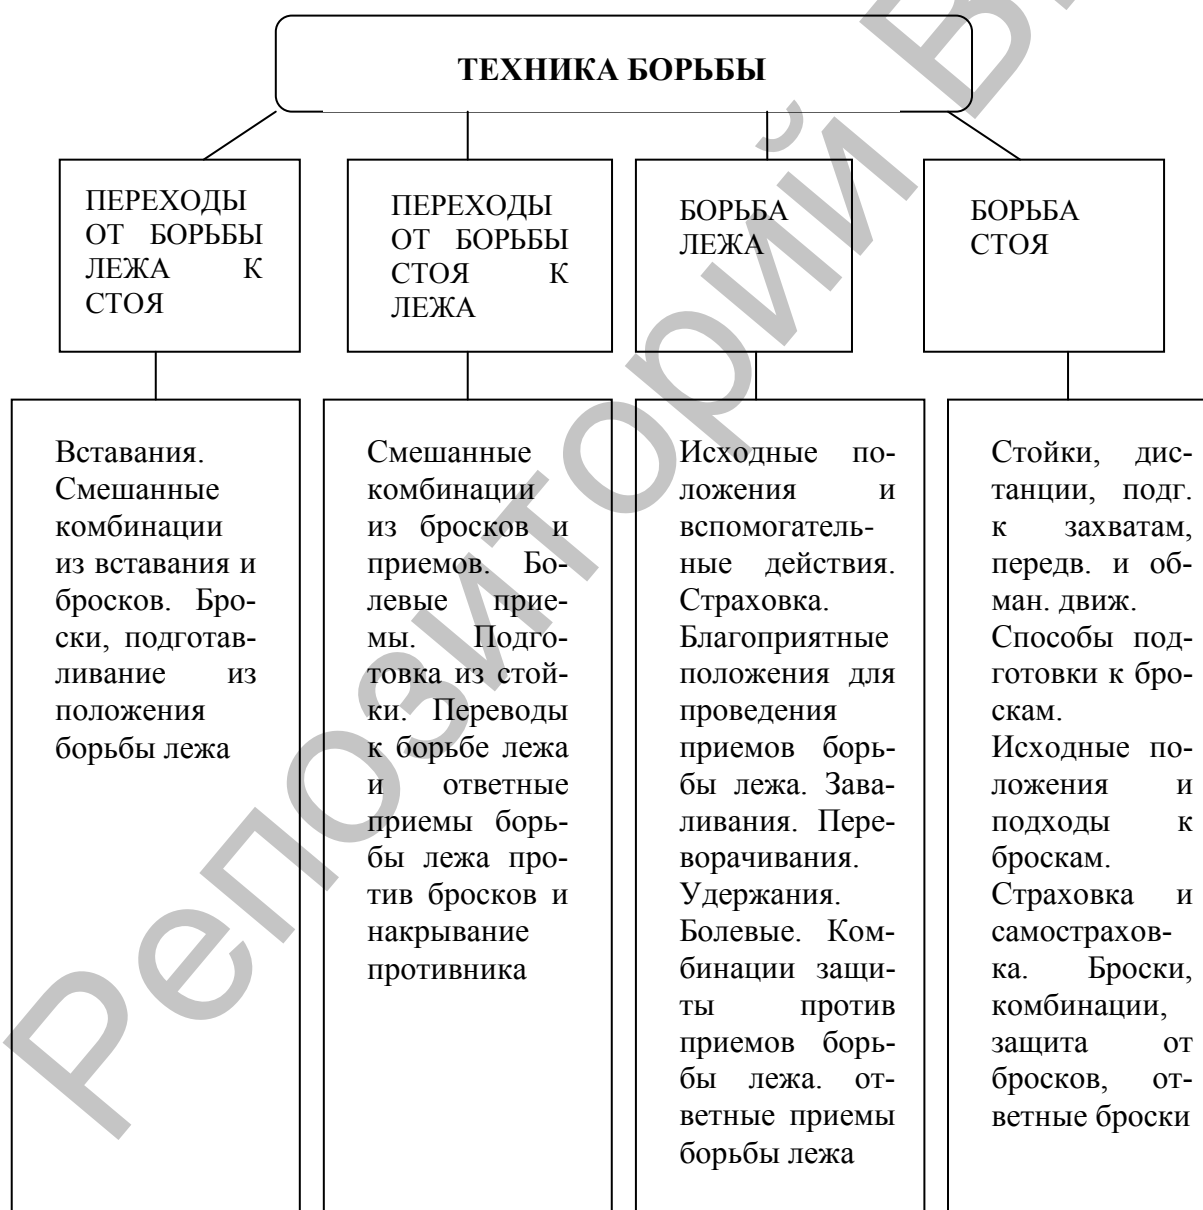 ТЕХНИКА БОРЬБЫ
ПЕРЕХОДЫ
ОТ БОРЬБЫ
ЛЕЖА К
СТОЯ
ПЕРЕХОДЫ
ОТ БОРЬБЫ
СТОЯ К
ЛЕЖА
БОРЬБА
ЛЕЖА
БОРЬБА
СТОЯ
Вставания.
Смешанные
комбинации
из вставания и
бросков. Бро-
ски, подготав-
ливание из
положения
борьбы лежа
Смешанные
комбинации
из бросков и
приемов. Бо-
левые прие-
мы. Подго-
товка из стой-
ки. Переводы
к борьбе лежа
и ответные
приемы борь-
бы лежа про-
тив бросков и
накрывание
противника
Исходные по-
ложения и
вспомогатель-
ные действия.
Страховка.
Благоприятные
положения для
проведения
приемов борь-
бы лежа. Зава-
ливания. Пере-
ворачивания.
Удержания.
Болевые. Ком-
бинации защи-
ты против
приемов борь-
бы лежа. от-
ветные приемы
борьбы лежа
Стойки, дис-
танции, подг.
к захватам,
передв. и об-
ман. движ.
Способы под-
готовки к бро-
скам.
Исходные по-
ложения и
подходы к
броскам.
Страховка и
самострахов-
ка. Броски,
комбинации,
защита от
бросков, от-
ветные броски
Репозиторий В